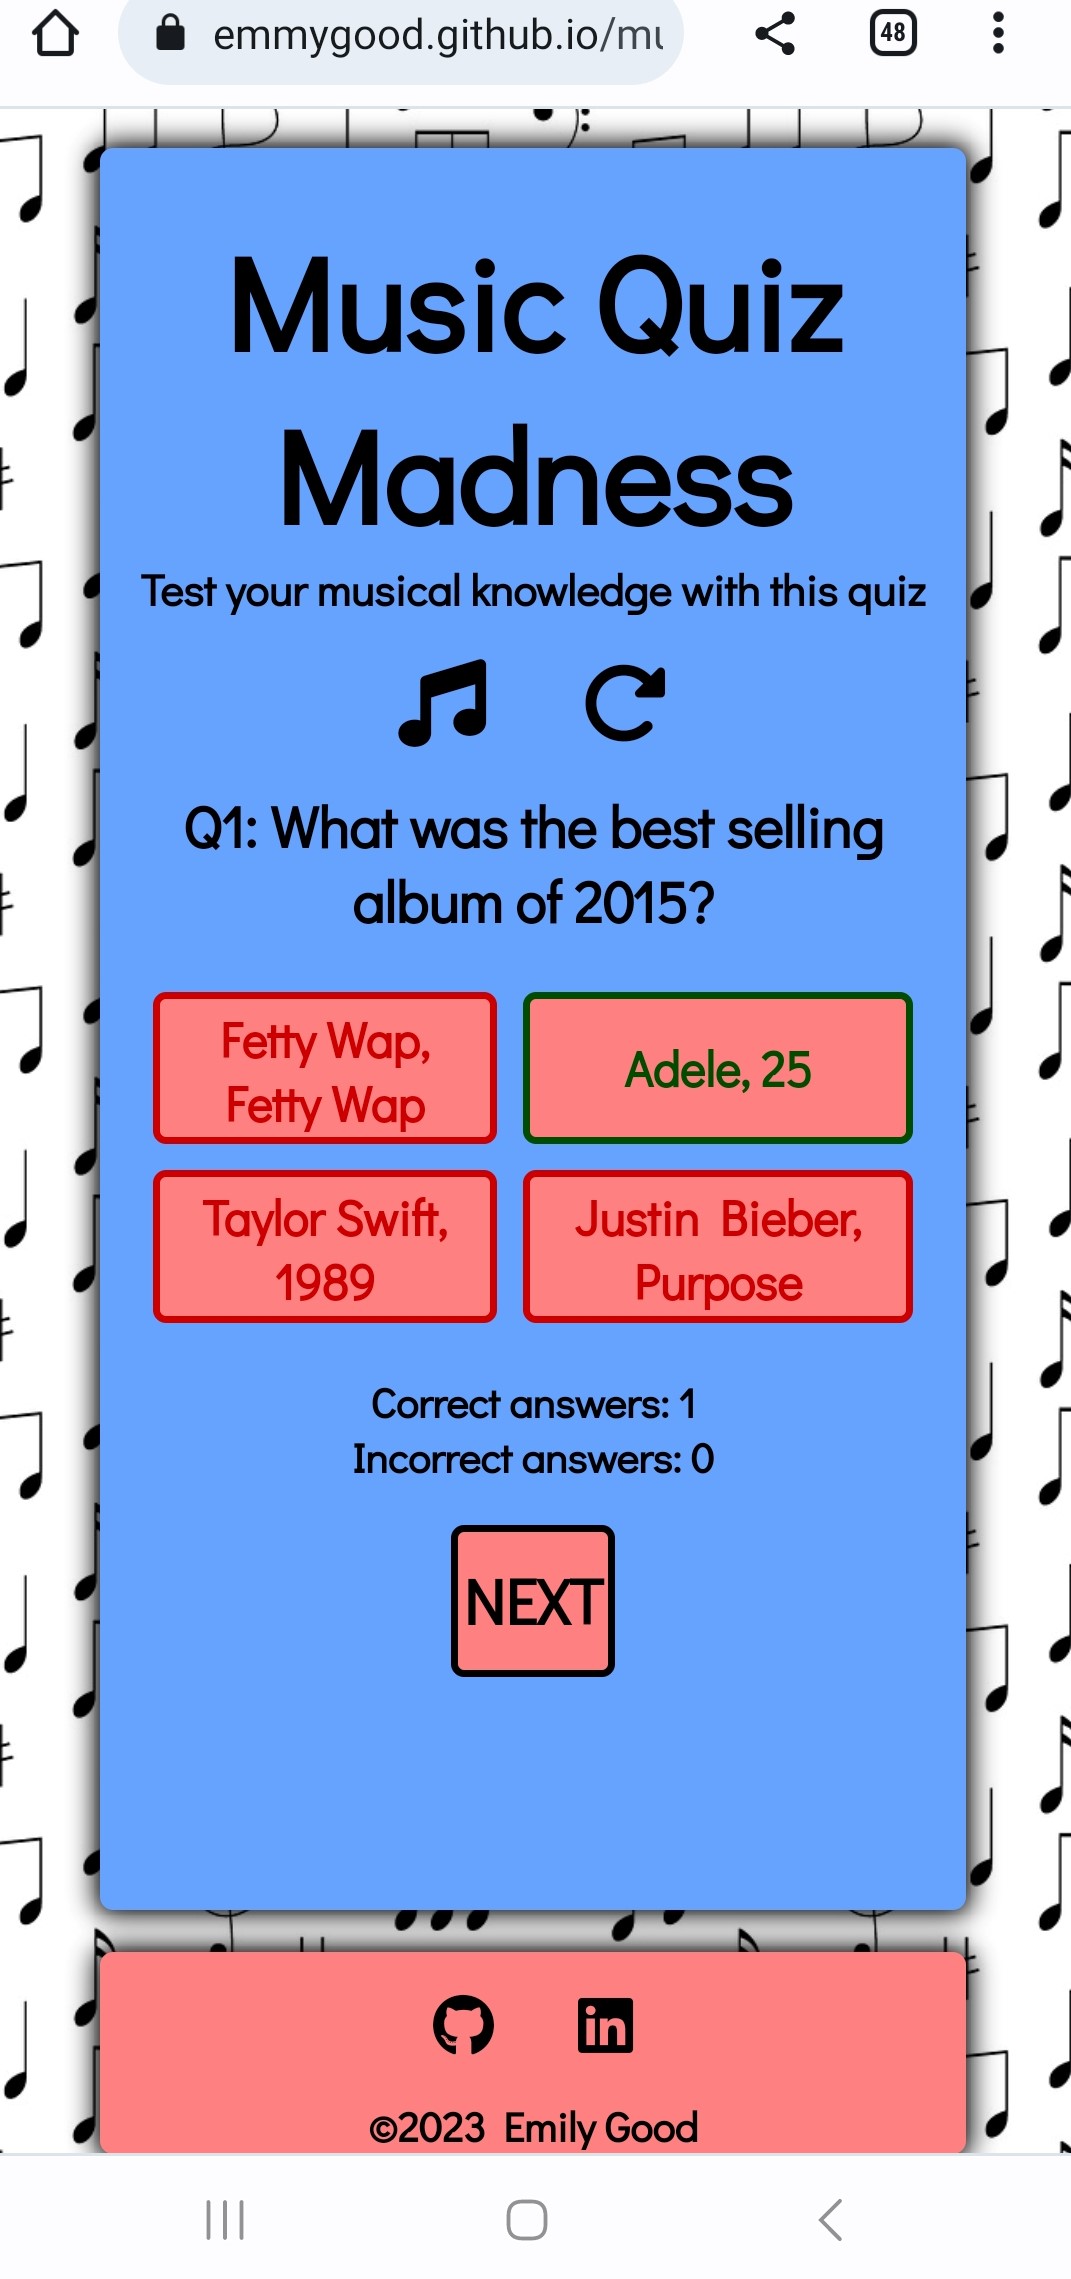 emmygood.github.io/mu
48
Music Quiz
Madness
Test your musical knowledge with this quiz
Q1: What was the best selling
album of 2015?
Fetty Wap,
Fetty Wap
Adele, 25
Taylor Swift,
1989
Justin Bieber,
Purpose
Correct answers: 1
Incorrect answers: 0
NEXT
in
©2023 Emily Good